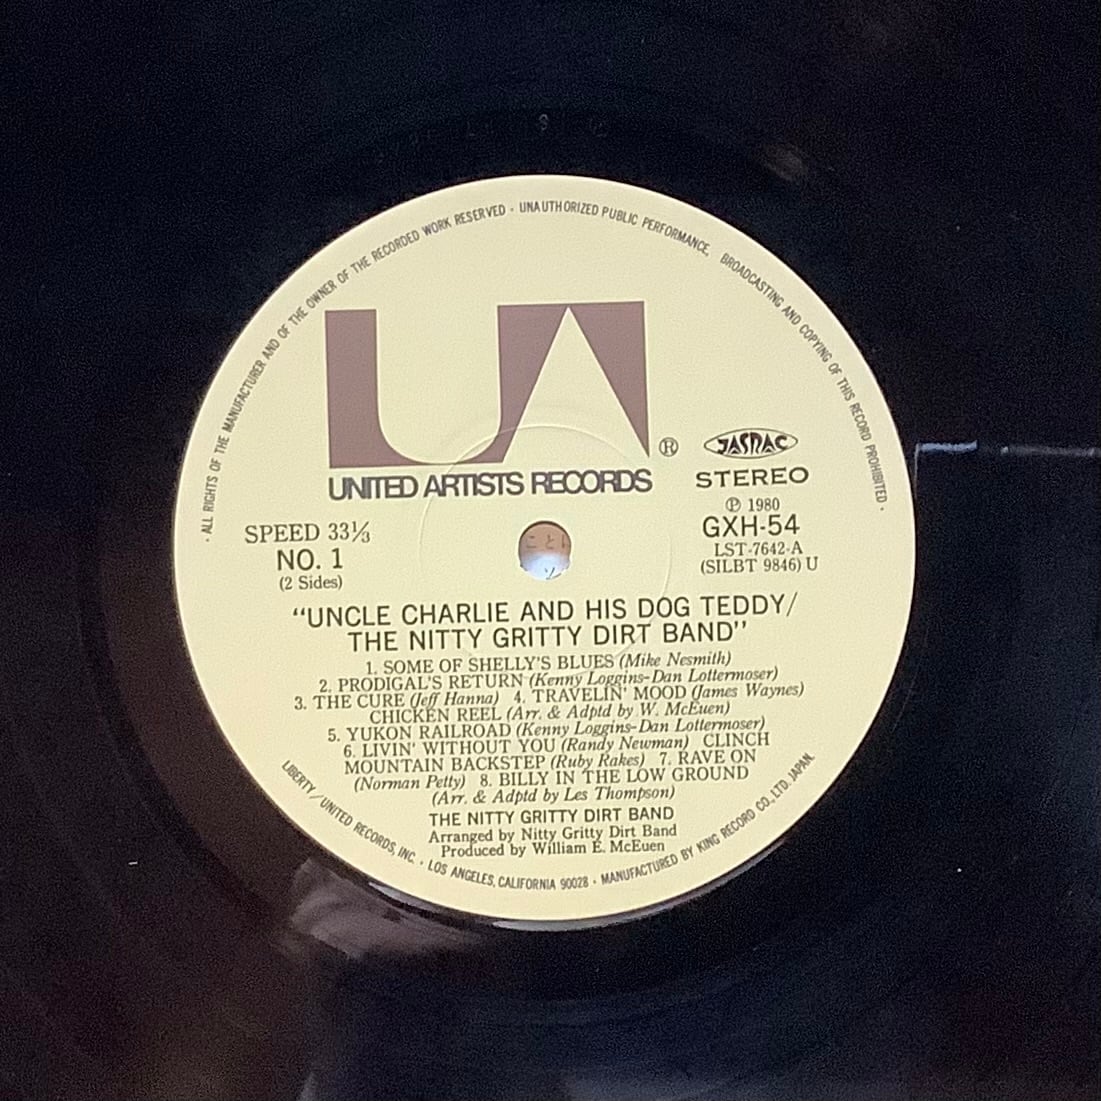 · ALL RIGHTS OF THE MANUFACTURER AND OF THE OWNER OF THE RECORDED WORK RESERVED · UNAUTHORIZED PUBLIC PERFORMANCE, BROADCASTING AND COPYING OF THIS RECORD PROHIBITED ·
UA ®
UNITED ARTISTS RECORDS
JASRAC
STEREO
SPEED 33⅓
NO. 1
(2 Sides)
Ⓟ 1980
GXH-54
LST-7642-A
(SILBT 9846) U
こと
"UNCLE CHARLIE AND HIS DOG TEDDY/
THE NITTY GRITTY DIRT BAND"
1. SOME OF SHELLY'S BLUES (Mike Nesmith)
2. PRODIGAL'S RETURN (Kenny Loggins-Dan Lottermoser)
3. THE CURE (Jeff Hanna) 4. TRAVELIN' MOOD (James Waynes)
CHICKEN REEL (Arr. & Adptd by W. McEuen)
5. YUKON RAILROAD (Kenny Loggins-Dan Lottermoser)
6. LIVIN' WITHOUT YOU (Randy Newman) CLINCH
MOUNTAIN BACKSTEP (Ruby Rakes) 7. RAVE ON
(Norman Petty) 8. BILLY IN THE LOW GROUND
(Arr. & Adptd by Les Thompson)
THE NITTY GRITTY DIRT BAND
Arranged by Nitty Gritty Dirt Band
Produced by William E. McEuen
LIBERTY/UNITED RECORDS, INC. · LOS ANGELES, CALIFORNIA 90028 · MANUFACTURED BY KING RECORD CO., LTD. JAPAN